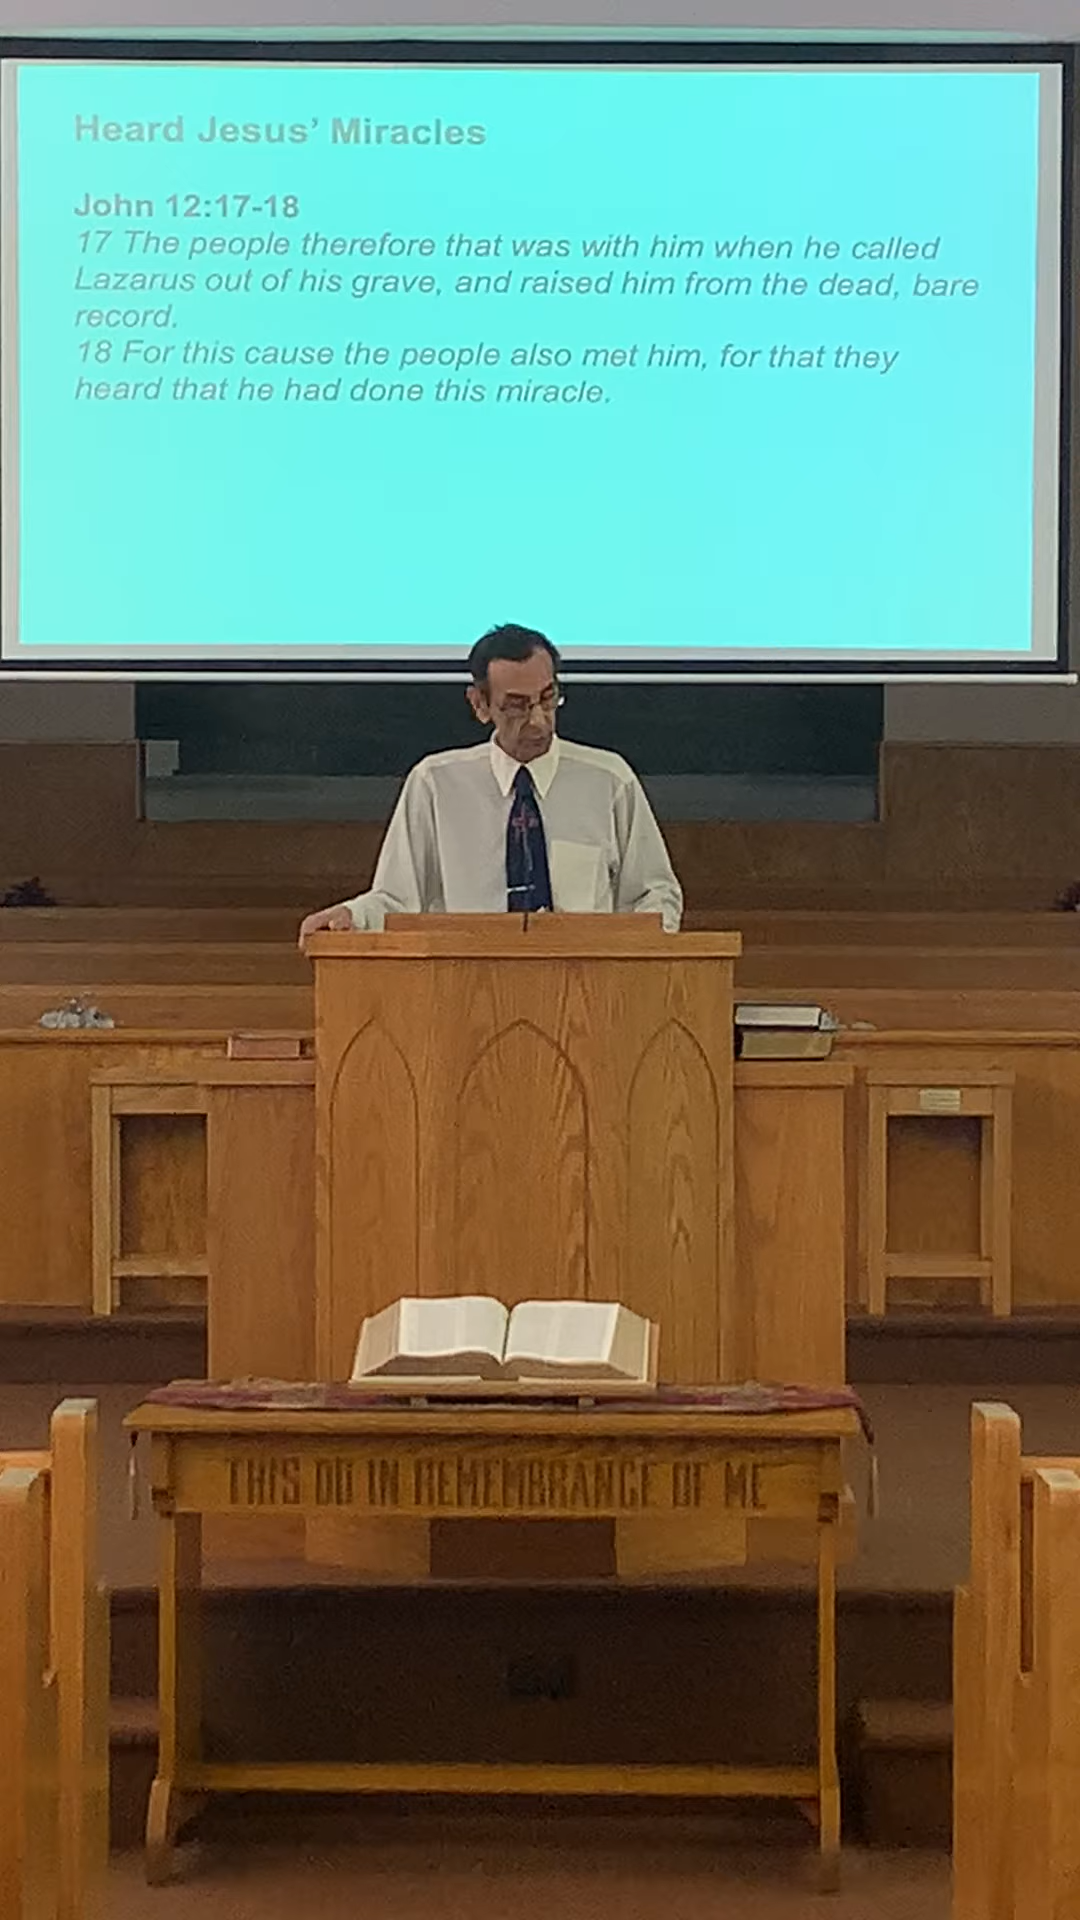 Heard Jesus’ Miracles
John 12:17-18
17 The people therefore that was with him when he called
Lazarus out of his grave, and raised him from the dead, bare
record.
18 For this cause the people also met him, for that they
heard that he had done this miracle.
THIS DO IN REMEMBRANCE OF ME